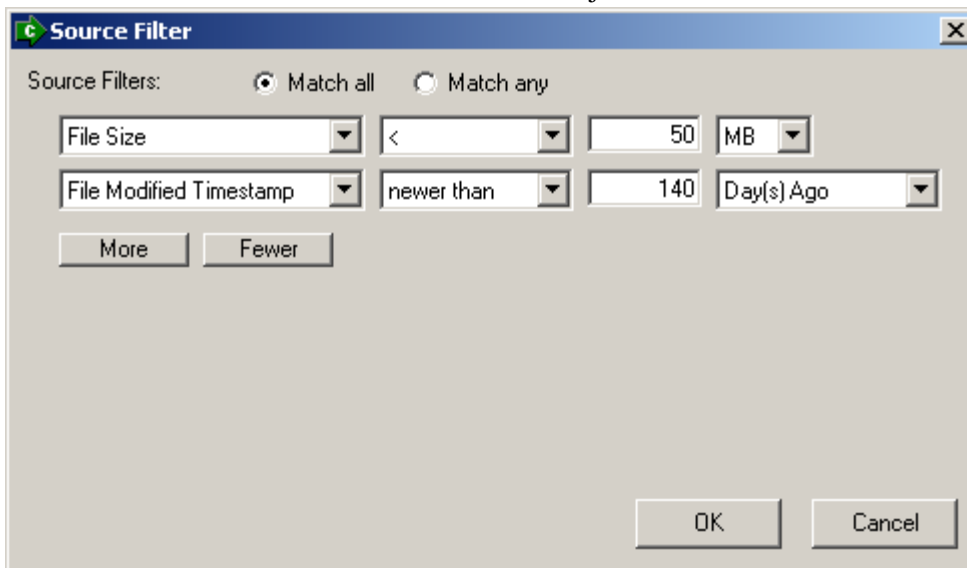 Source Filter
Source Filters: Match all Match any
File Size < 50 MB
File Modified Timestamp newer than 140 Day(s) Ago
More Fewer
OK Cancel